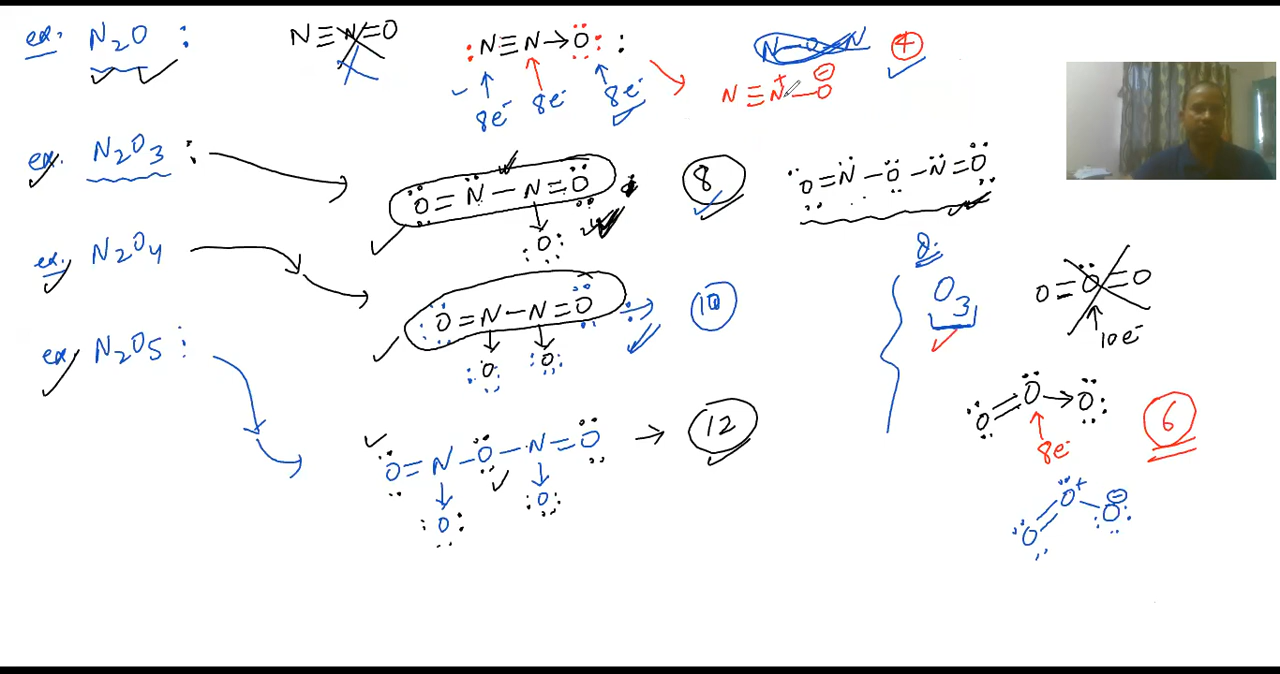 ex. N2O : N≡N=O :N≡N→O: : N-O-N 4
8e⁻ 8e⁻ 8e⁻ N≡N⁺-O⊖
ex. N2O3 : O=N-N=O 8 O=N-O-N=O
↓
O
ex. N2O4 O=N-N=O 10
↓ ↓
O O
ex. N2O5 : O=N-O-N=O → 12
↓ ↓
O O
Q.
O3 O=O=O
10e⁻
O=O→O: 6
8e⁻
O=O⁺-O⊖